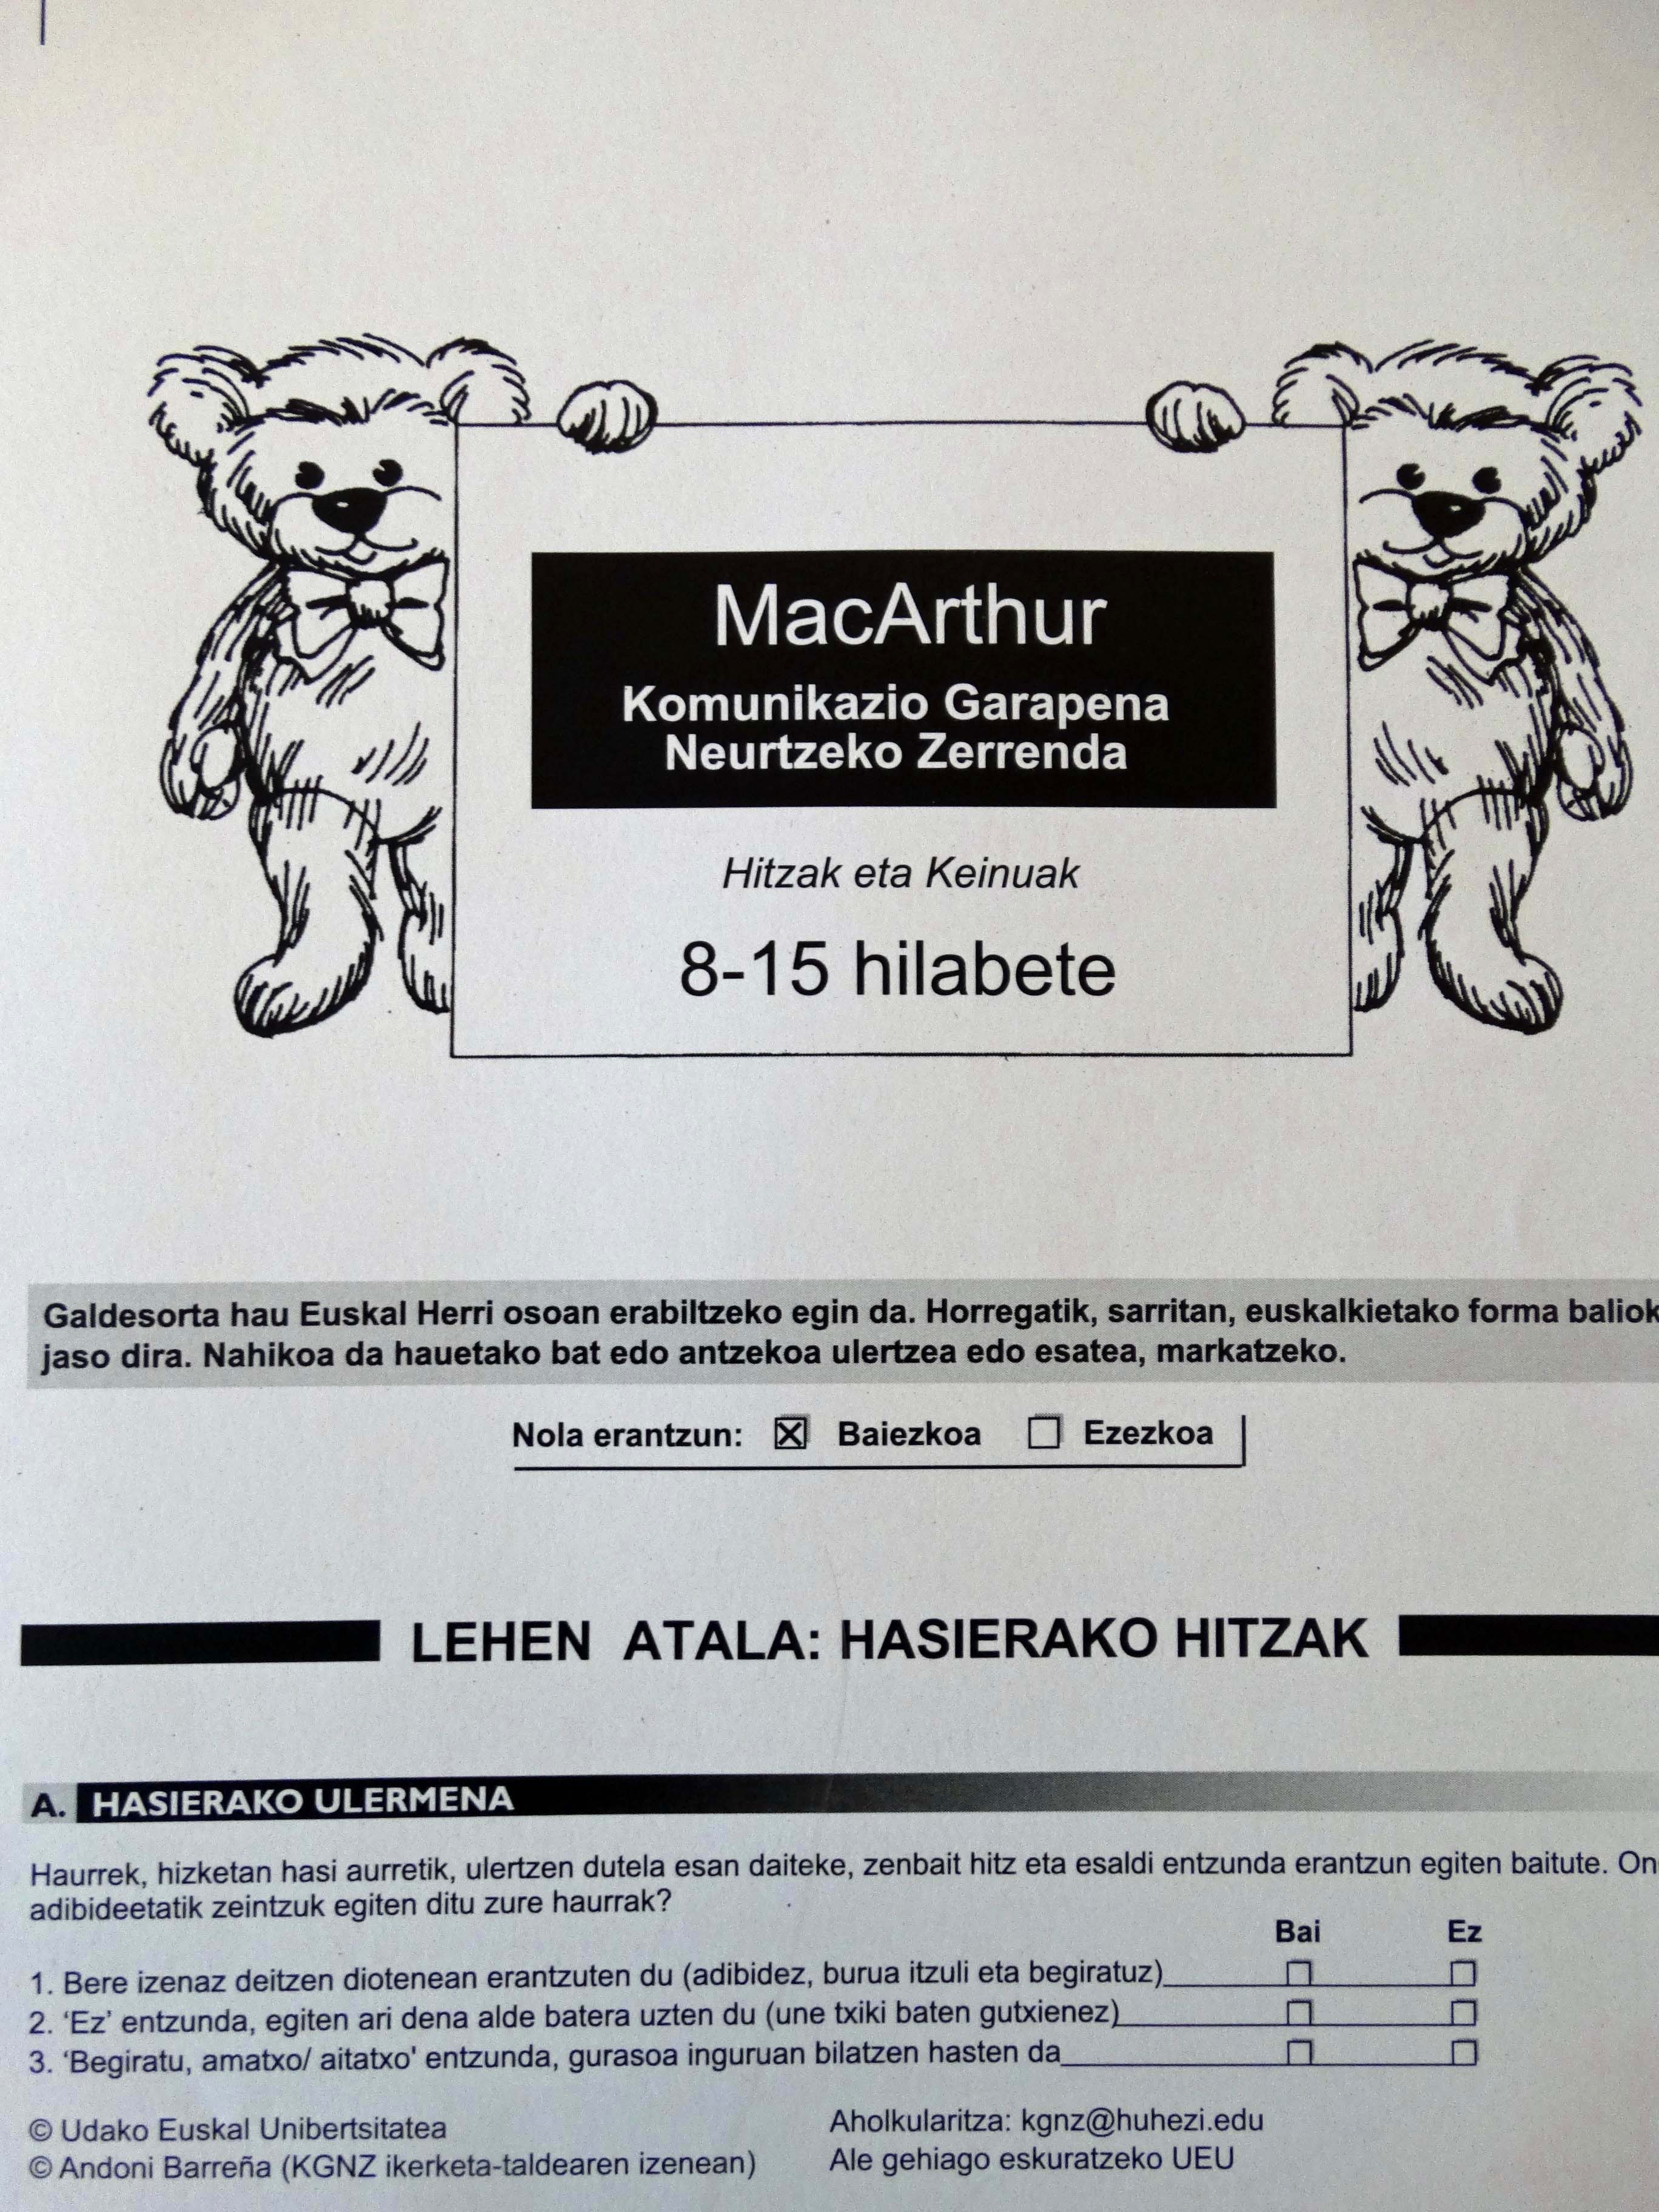 MacArthur
Komunikazio Garapena
Neurtzeko Zerrenda
Hitzak eta Keinuak
8-15 hilabete
Galdesorta hau Euskal Herri osoan erabiltzeko egin da. Horregatik, sarritan, euskalkietako forma
jaso dira. Nahikoa da hauetako bat edo antzekoa ulertzea edo esatea, markatzeko.
Nola erantzun: ☒ Baiezkoa ☐ Ezezkoa
LEHEN ATALA: HASIERAKO HITZAK
A. HASIERAKO ULERMENA
Haurrek, hizketan hasi aurretik, ulertzen dutela esan daiteke, zenbait hitz eta esaldi entzunda erantzun egiten baitute.
adibideetatik zeintzuk egiten ditu zure haurrak?
Bai Ez
1. Bere izenaz deitzen diotenean erantzuten du (adibidez, burua itzuli eta begiratuz) ☐ ☐
2. ‘Ez’ entzunda, egiten ari dena alde batera uzten du (une txiki baten gutxienez) ☐ ☐
3. ‘Begiratu, amatxo/ aitatxo' entzunda, gurasoa inguruan bilatzen hasten da ☐ ☐
© Udako Euskal Unibertsitatea
© Andoni Barreña (KGNZ ikerketa-taldearen izenean)
Aholkularitza: kgnz@huhezi.edu
Ale gehiago eskuratzeko UEU